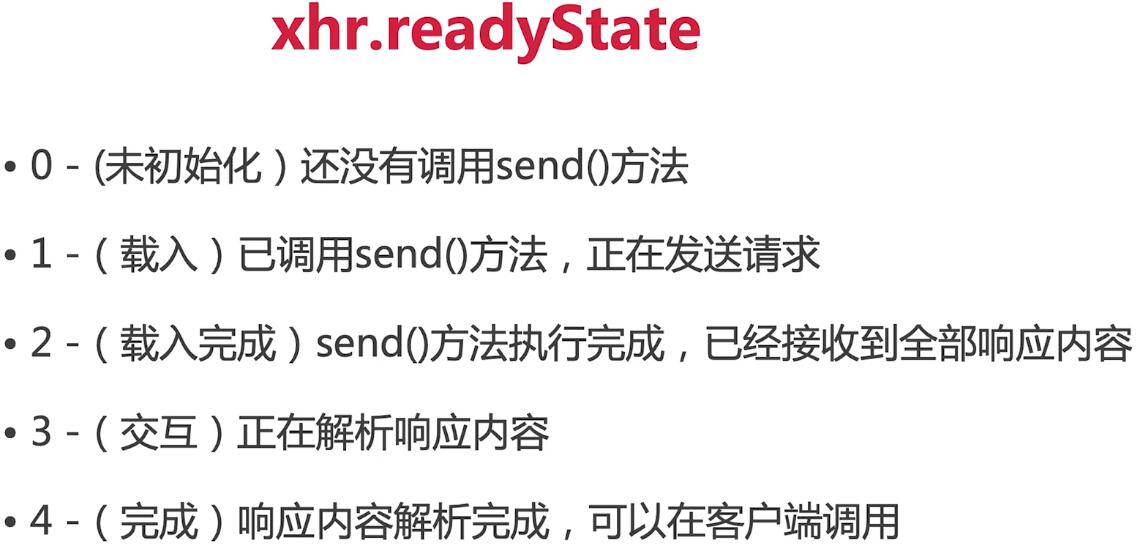 xhr.readyState
• 0 - (未初始化）还没有调用send()方法
• 1 -（ 载入 ）已调用send()方法，正在发送请求
• 2 -（ 载入完成 ）send()方法执行完成，已经接收到全部响应内容
• 3 -（ 交互 ）正在解析响应内容
• 4 -（ 完成 ）响应内容解析完成，可以在客户端调用